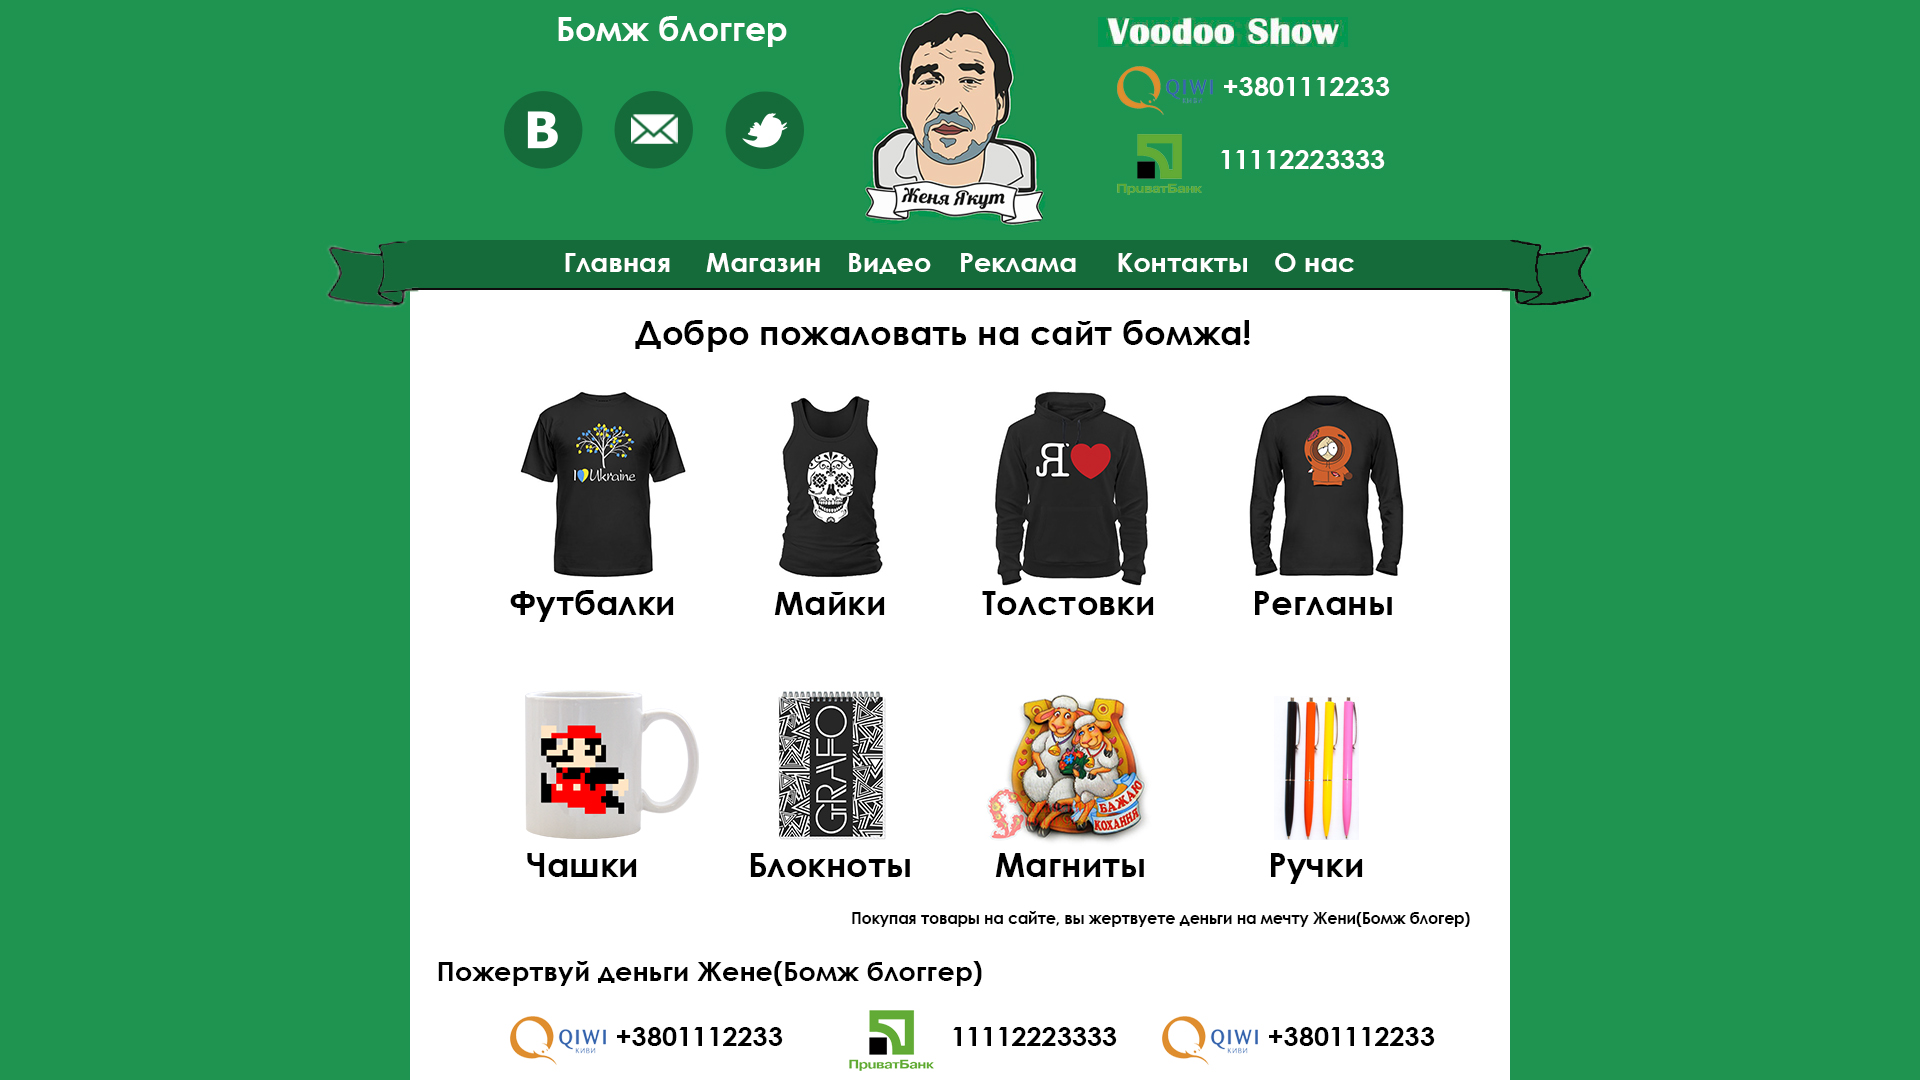 Бомж блоггер
Voodoo Show
QIWI +3801112233
киви
B
ПриватБанк 11112223333
Женя Якут
Главная Магазин Видео Реклама Контакты О нас
Добро пожаловать на сайт бомжа!
I Ukraine
Я
Футбалки Майки Толстовки Регланы
GRAFO
БАЖАЮ
КОХАННЯ
Чашки Блокноты Магниты Ручки
Покупая товары на сайте, вы жертвуете деньги на мечту Жени(Бомж блогер)
Пожертвуй деньги Жене(Бомж блоггер)
QIWI +3801112233
киви
ПриватБанк 11112223333
QIWI +3801112233
киви